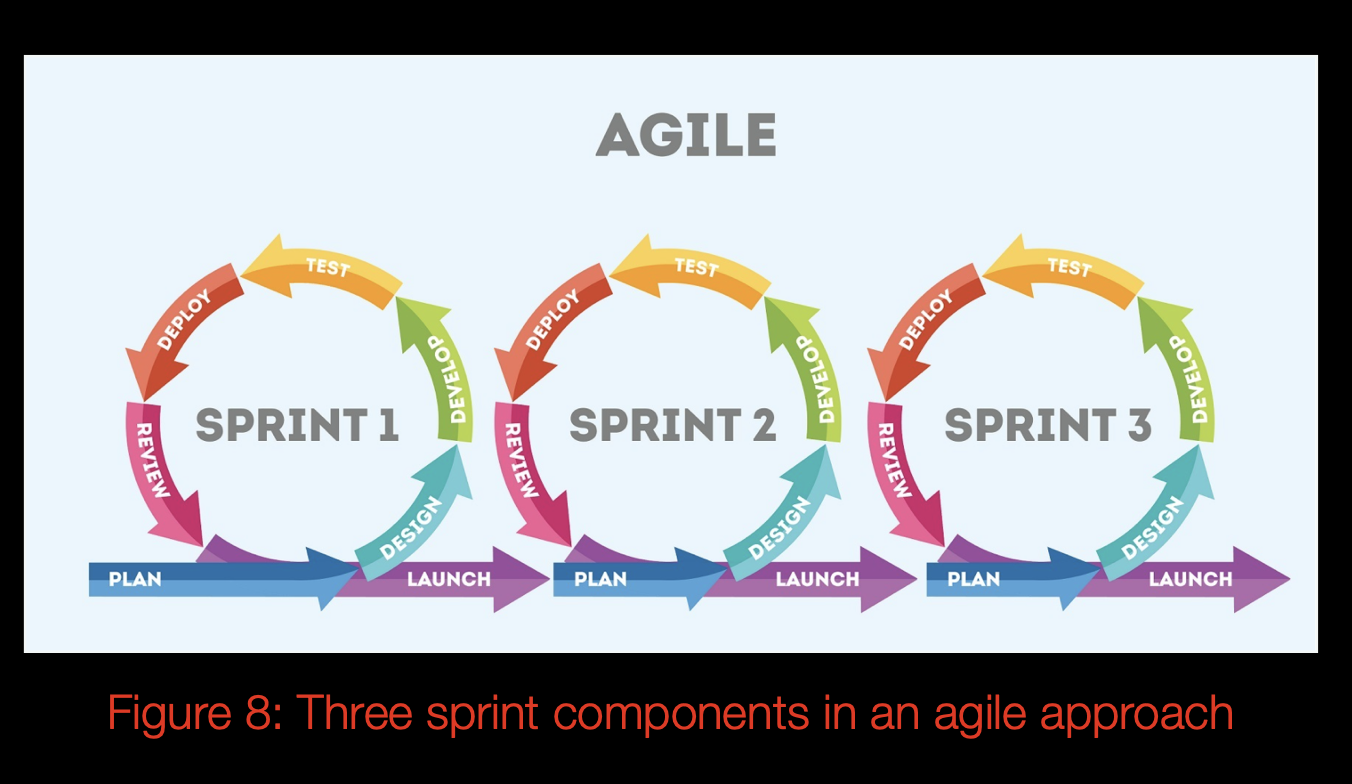 AGILE
TEST
DEPLOY
DEVELOP
SPRINT 1
REVIEW
DESIGN
PLAN
LAUNCH
TEST
DEPLOY
DEVELOP
SPRINT 2
REVIEW
DESIGN
PLAN
LAUNCH
TEST
DEPLOY
DEVELOP
SPRINT 3
REVIEW
DESIGN
PLAN
LAUNCH
Figure 8: Three sprint components in an agile approach